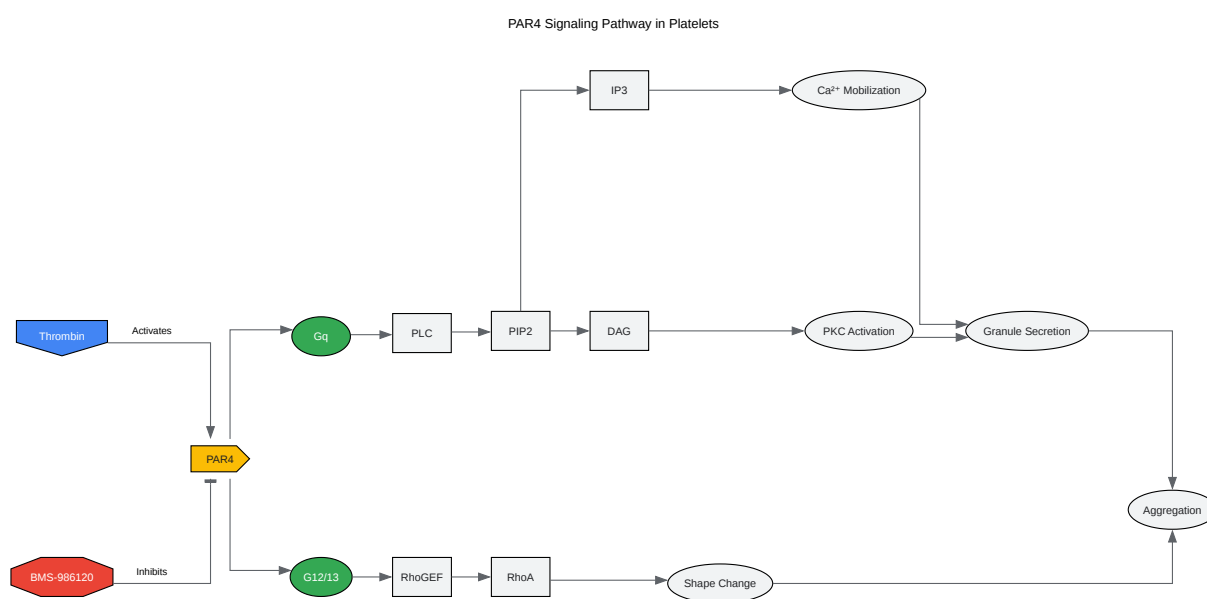 PAR4 Signaling Pathway in Platelets
IP3
Ca²⁺ Mobilization
Thrombin
Activates
Gq
PLC
PIP2
DAG
PKC Activation
Granule Secretion
PAR4
Aggregation
BMS-986120
Inhibits
G12/13
RhoGEF
RhoA
Shape Change